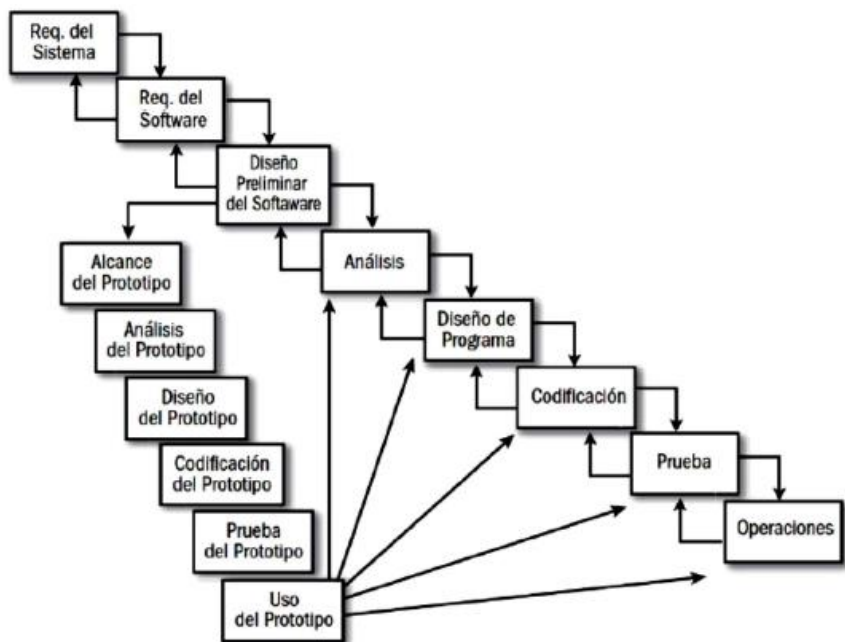 Req. del
Sistema
Req. del
Software
Diseño
Preliminar
del Softaware
Alcance
del Prototipo
Análisis
Análisis
del Prototipo
Diseño de
Programa
Diseño
del Prototipo
Codificación
Codificación
del Prototipo
Prueba
Prueba
del Prototipo
Operaciones
Uso
del Prototipo